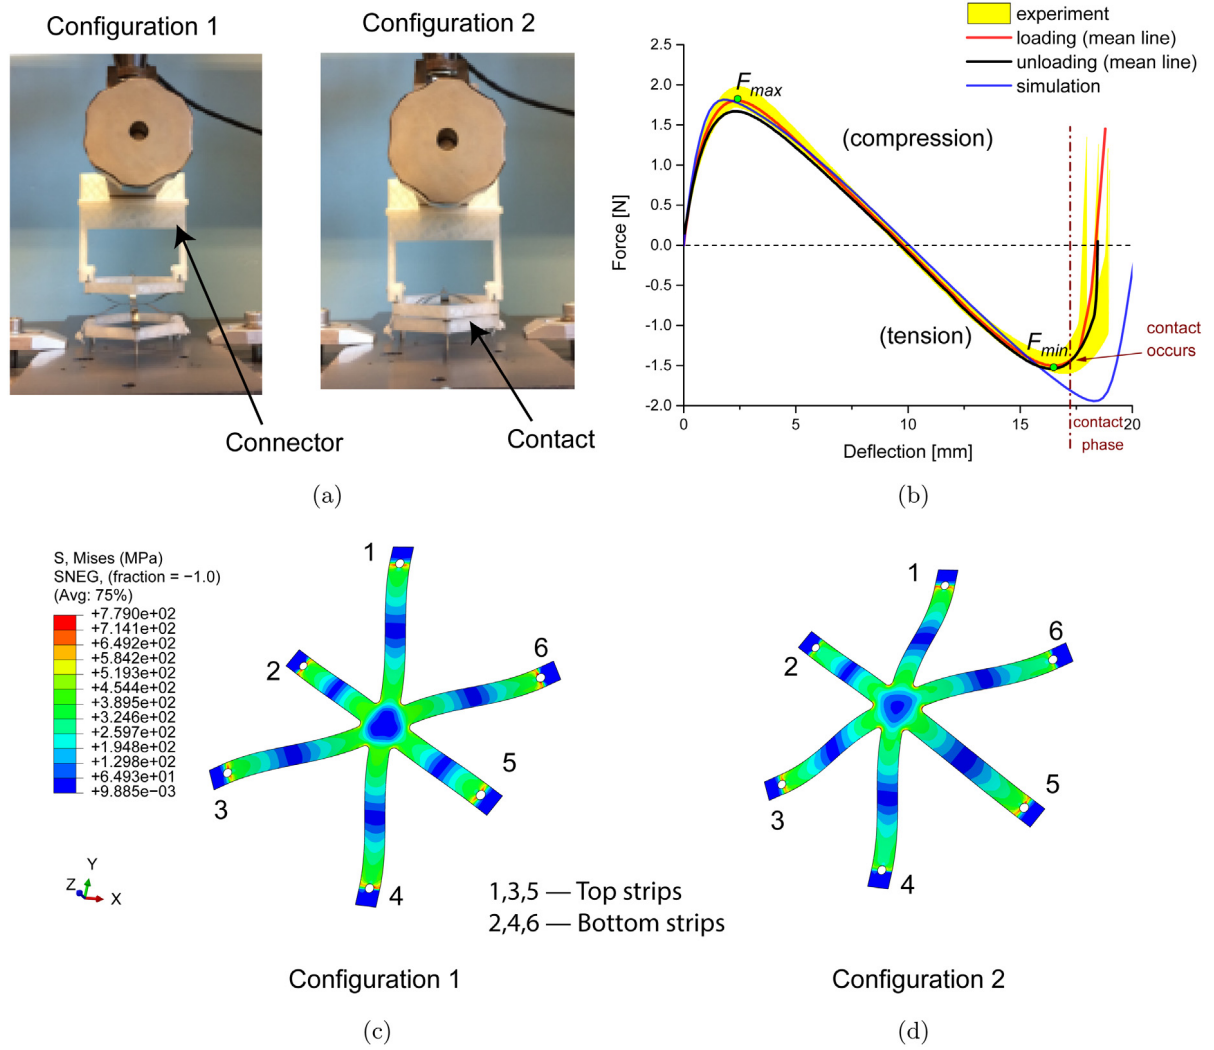 Configuration 1
Configuration 2
Connector
Contact
(a)
experiment
loading (mean line)
unloading (mean line)
simulation
2.5
2.0
1.5
1.0
0.5
0.0
-0.5
-1.0
-1.5
-2.0
Force [N]
Fmax
(compression)
(tension)
Fmin
contact
occurs
contact
phase
0
5
10
15
20
Deflection [mm]
(b)
S, Mises (MPa)
SNEG, (fraction = −1.0)
(Avg: 75%)
+7.790e+02
+7.141e+02
+6.492e+02
+5.842e+02
+5.193e+02
+4.544e+02
+3.895e+02
+3.246e+02
+2.597e+02
+1.948e+02
+1.298e+02
+6.493e+01
+9.885e−03
Y
Z
X
1
2
3
4
5
6
1,3,5 — Top strips
2,4,6 — Bottom strips
Configuration 1
(c)
1
2
3
4
5
6
Configuration 2
(d)